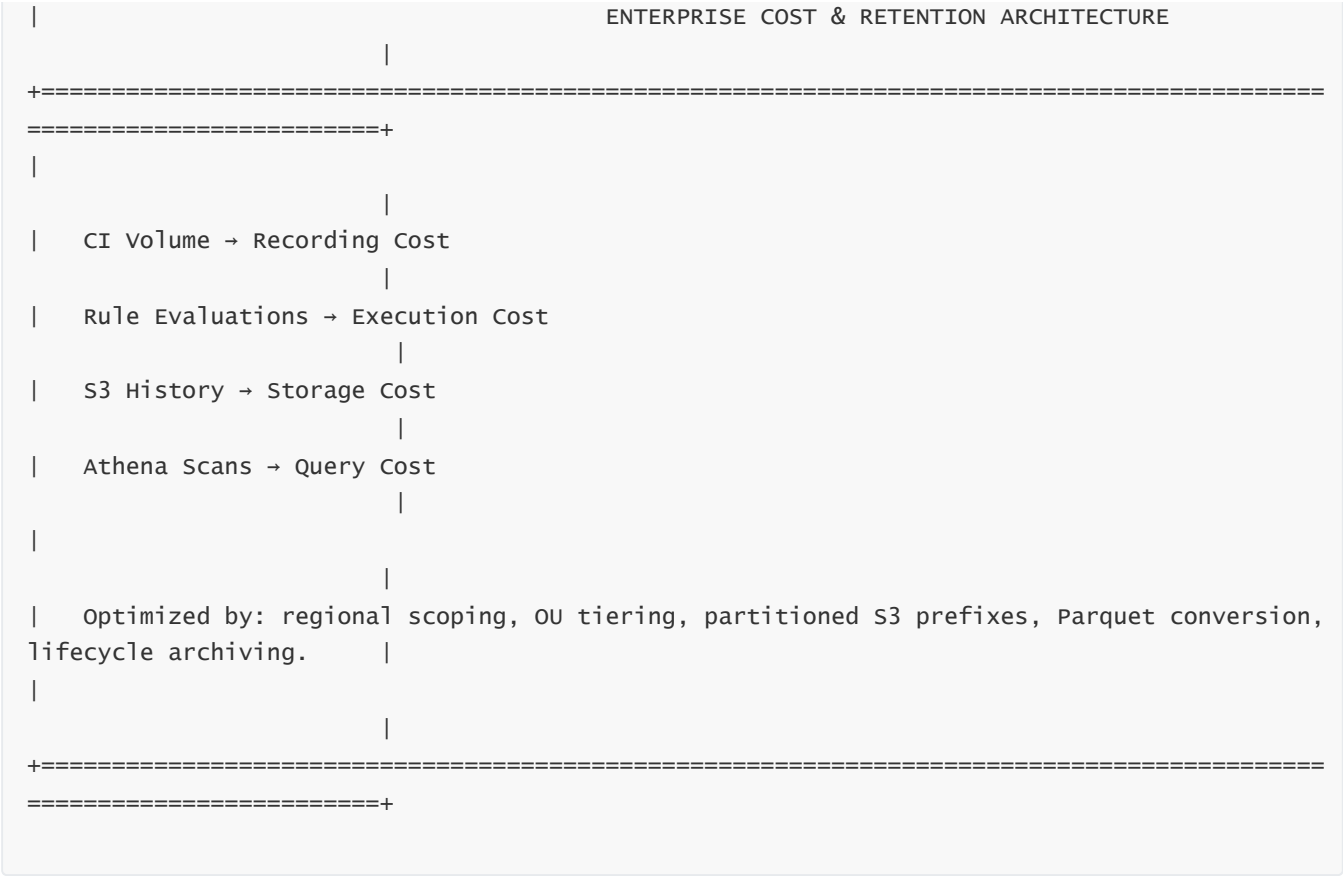 |                                                                    ENTERPRISE COST & RETENTION ARCHITECTURE
                         |
+===========================================================================================
=========================+
|
                         |
|   CI Volume → Recording Cost
                         |
|   Rule Evaluations → Execution Cost
                          |
|   S3 History → Storage Cost
                          |
|   Athena Scans → Query Cost
                          |
|
                         |
|   Optimized by: regional scoping, OU tiering, partitioned S3 prefixes, Parquet conversion,
lifecycle archiving.     |
|
                         |
+===========================================================================================
=========================+